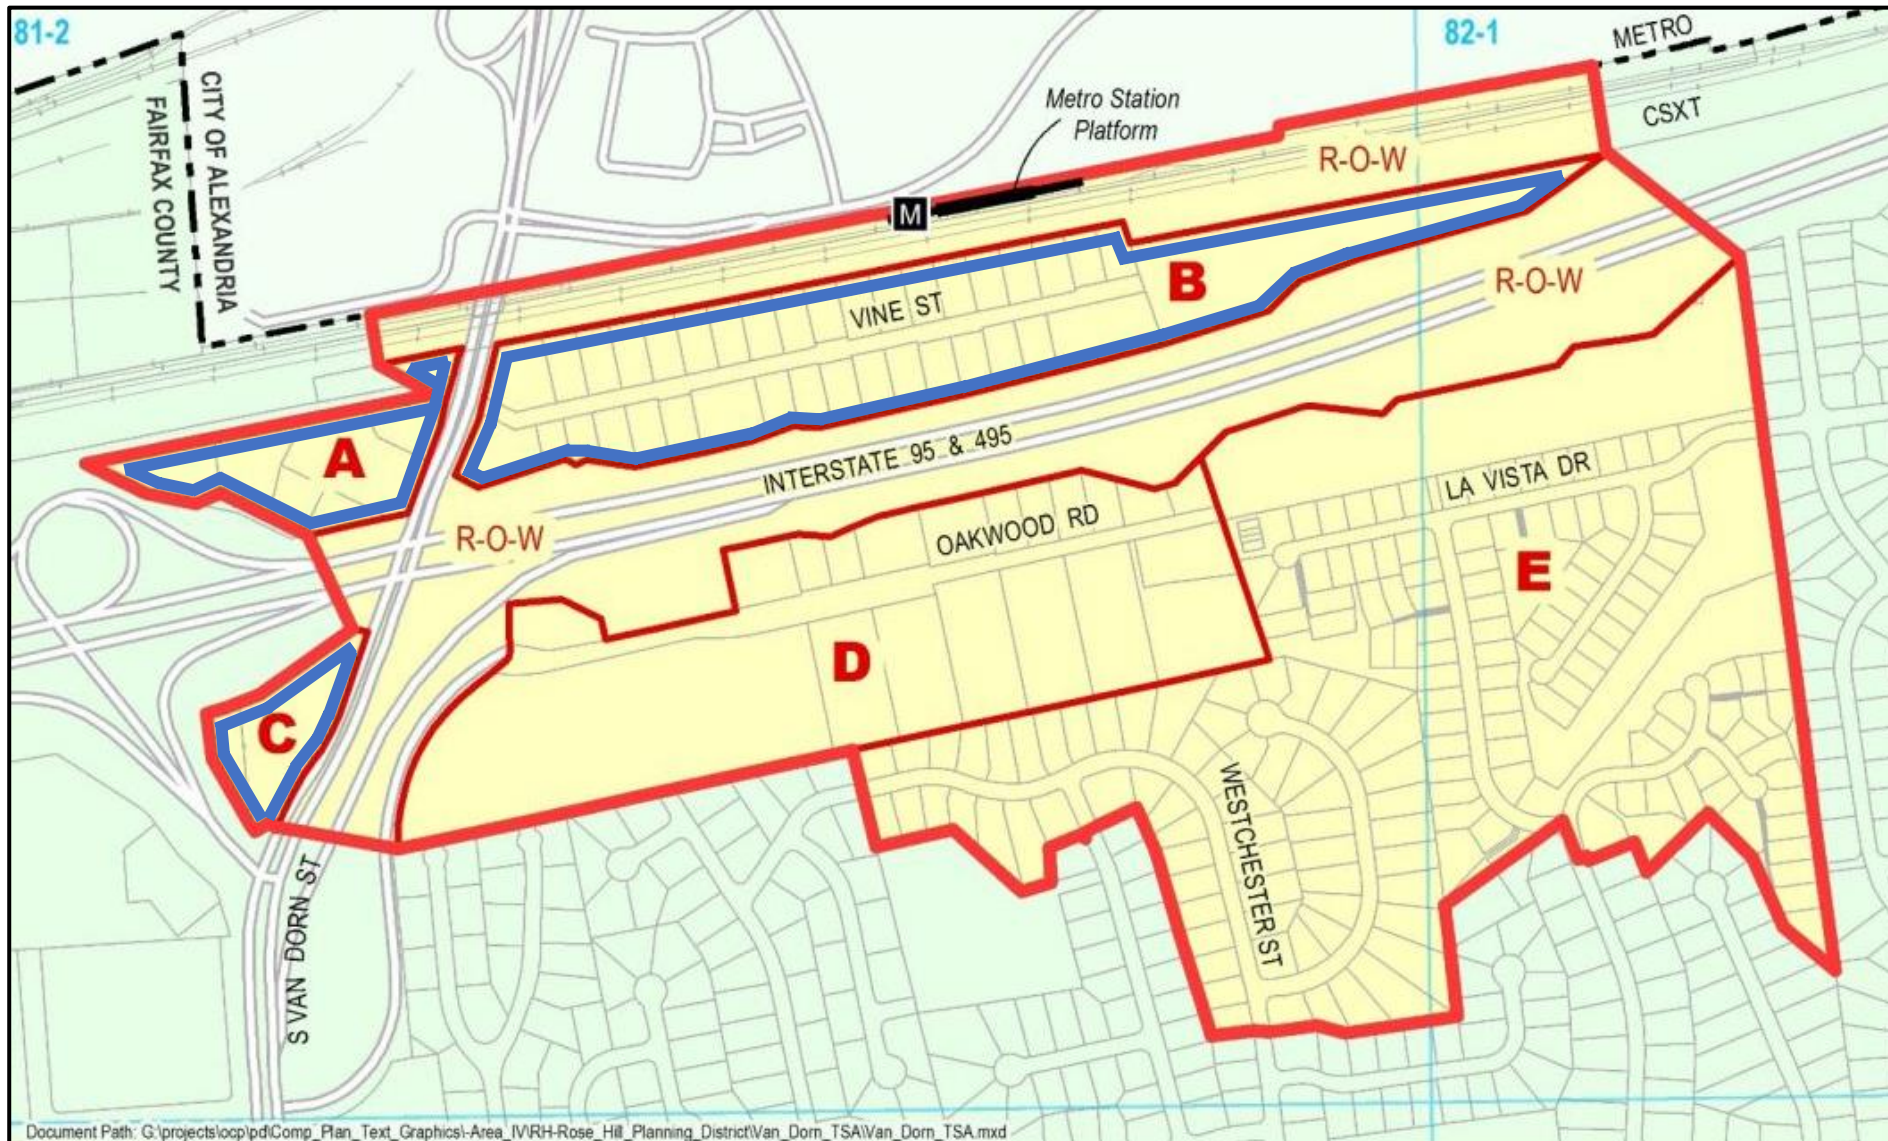 81-2
82-1
METRO
CITY OF ALEXANDRIA
FAIRFAX COUNTY
Metro Station
Platform
CSXT
R-O-W
M
B
R-O-W
VINE ST
A
INTERSTATE 95 & 495
LA VISTA DR
R-O-W
OAKWOOD RD
E
D
C
WESTCHESTER ST
S VAN DORN ST
Document Path: G:\projects\ocp\pd\Comp_Plan_Text_Graphics\-Area_IV\RH-Rose_Hill_Planning_District\Van_Dorn_TSA\Van_Dorn_TSA.mxd